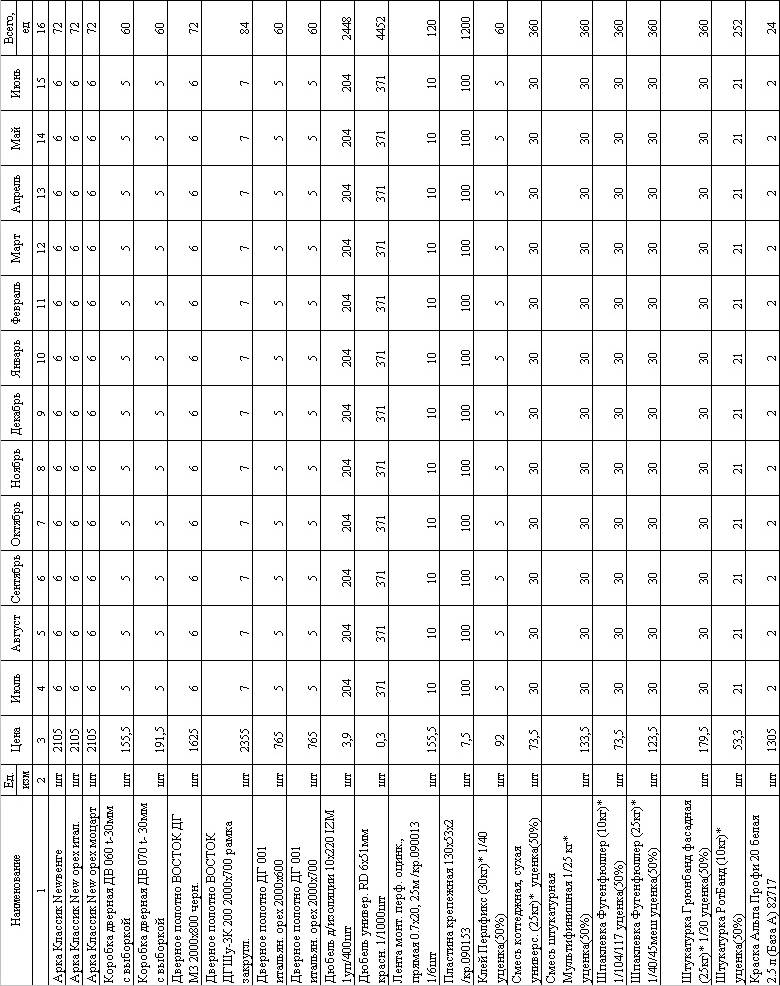 Наименование Ед. изм Цена Июль Август Сентябрь Октябрь Ноябрь Декабрь Январь Февраль Март Апрель Май Июнь Всего, ед
1 2 3 4 5 6 7 8 9 10 11 12 13 14 15 16
Арка Классик Newвенге шт 2105 6 6 6 6 6 6 6 6 6 6 6 6 72
Арка Классик New орех итал. шт 2105 6 6 6 6 6 6 6 6 6 6 6 6 72
Арка Классик New орех моцарт шт 2105 6 6 6 6 6 6 6 6 6 6 6 6 72
Коробка дверная ДВ 060 t-30мм
с выборкой шт 155,5 5 5 5 5 5 5 5 5 5 5 5 5 60
Коробка дверная ДВ 070 t- 30мм
с выборкой шт 191,5 5 5 5 5 5 5 5 5 5 5 5 5 60
Дверное полотно ВОСТОК ДГ
МЗ 2000х800 черн. шт 1625 6 6 6 6 6 6 6 6 6 6 6 6 72
Дверное полотно ВОСТОК
ДГШу-ЗК 200 2000х700 рамка
закругл. шт 2355 7 7 7 7 7 7 7 7 7 7 7 7 84
Дверное полотно ДГ 001
итальян. орех 2000х600 шт 765 5 5 5 5 5 5 5 5 5 5 5 5 60
Дверное полотно ДГ 001
итальян. орех 2000х700 шт 765 5 5 5 5 5 5 5 5 5 5 5 5 60
Дюбель д/изоляции 10х220 IZM
1уп/400шт шт 3,9 204 204 204 204 204 204 204 204 204 204 204 204 2448
Дюбель универ. RD 6х51мм
красн. 1/1000шт шт 0,3 371 371 371 371 371 371 371 371 371 371 371 371 4452
Лента монт. перф. оцинк.,
прямая 0.7х20, 25м /кр.090013
1/6шт шт 155,5 10 10 10 10 10 10 10 10 10 10 10 10 120
Пластина крепежная 130х53х2
/кр.090153 шт 7,5 100 100 100 100 100 100 100 100 100 100 100 100 1200
Клей Перлфикс (30кг)* 1/40
уценка(50%) шт 92 5 5 5 5 5 5 5 5 5 5 5 5 60
Смесь коттеджная, сухая
универс. (25кг)* уценка(50%) шт 73,5 30 30 30 30 30 30 30 30 30 30 30 30 360
Смесь штукатурная
Мультифинишная 1/25 кг*
уценка(50%) шт 133,5 30 30 30 30 30 30 30 30 30 30 30 30 360
Шпаклевка Фугенфюллер (10кг)*
1/104/117 уценка(50%) шт 73,5 30 30 30 30 30 30 30 30 30 30 30 30 360
Шпаклевка Фугенфюллер (25кг)*
1/40/45меш уценка(50%) шт 123,5 30 30 30 30 30 30 30 30 30 30 30 30 360
Штукатурка Грюнбанд фасадная
(25кг)* 1/30 уценка(50%) шт 179,5 30 30 30 30 30 30 30 30 30 30 30 30 360
Штукатурка РотБанд (10кг)*
уценка(50%) шт 53,3 21 21 21 21 21 21 21 21 21 21 21 21 252
Краска Альпа Профи 20 белая
2.5 л (База А) 82717 шт 1305 2 2 2 2 2 2 2 2 2 2 2 2 24